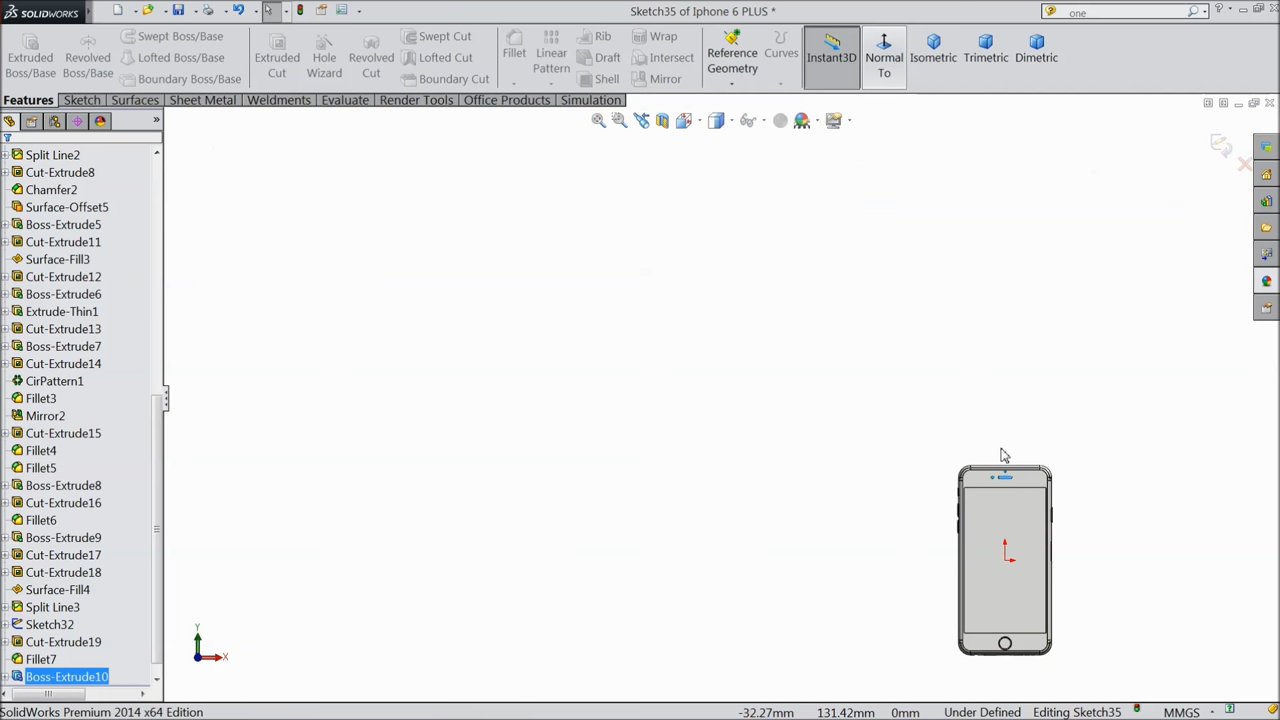 SOLIDWORKS
Sketch35 of Iphone 6 PLUS *
one
Extruded Boss/Base
Revolved Boss/Base
Swept Boss/Base
Lofted Boss/Base
Boundary Boss/Base
Extruded Cut
Hole Wizard
Revolved Cut
Swept Cut
Lofted Cut
Boundary Cut
Fillet
Linear Pattern
Rib
Draft
Shell
Wrap
Intersect
Mirror
Reference Geometry
Curves
Instant3D
Normal To
Isometric
Trimetric
Dimetric
Features
Sketch
Surfaces
Sheet Metal
Weldments
Evaluate
Render Tools
Office Products
Simulation
Split Line2
Cut-Extrude8
Chamfer2
Surface-Offset5
Boss-Extrude5
Cut-Extrude11
Surface-Fill3
Cut-Extrude12
Boss-Extrude6
Extrude-Thin1
Cut-Extrude13
Boss-Extrude7
Cut-Extrude14
CirPattern1
Fillet3
Mirror2
Cut-Extrude15
Fillet4
Fillet5
Boss-Extrude8
Cut-Extrude16
Fillet6
Boss-Extrude9
Cut-Extrude17
Cut-Extrude18
Surface-Fill4
Split Line3
Sketch32
Cut-Extrude19
Fillet7
Boss-Extrude10
Y
X
SolidWorks Premium 2014 x64 Edition
-32.27mm
131.42mm
0mm
Under Defined
Editing Sketch35
MMGS